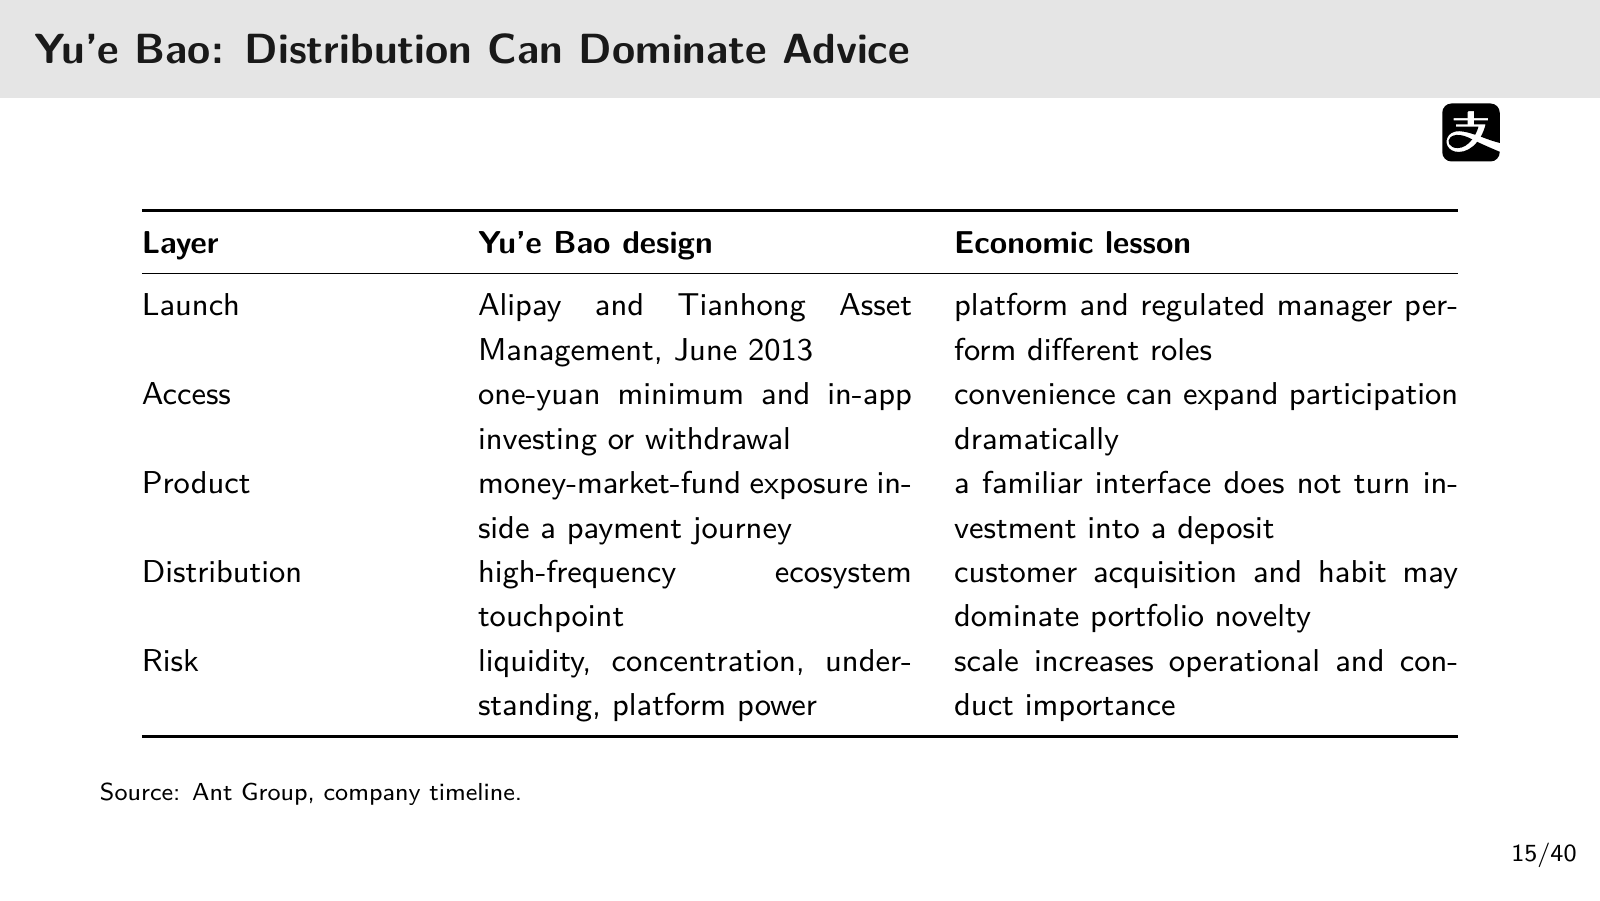 Yu'e Bao: Distribution Can Dominate Advice
支
Layer Yu'e Bao design Economic lesson
Launch Alipay and Tianhong Asset platform and regulated manager per-
Management, June 2013 form different roles
Access one-yuan minimum and in-app convenience can expand participation
investing or withdrawal dramatically
Product money-market-fund exposure in- a familiar interface does not turn in-
side a payment journey vestment into a deposit
Distribution high-frequency ecosystem customer acquisition and habit may
touchpoint dominate portfolio novelty
Risk liquidity, concentration, under- scale increases operational and con-
standing, platform power duct importance
Source: Ant Group, company timeline.
15/40